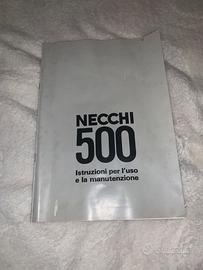 NECCHI
500
Istruzioni per l'uso
e la manutenzione